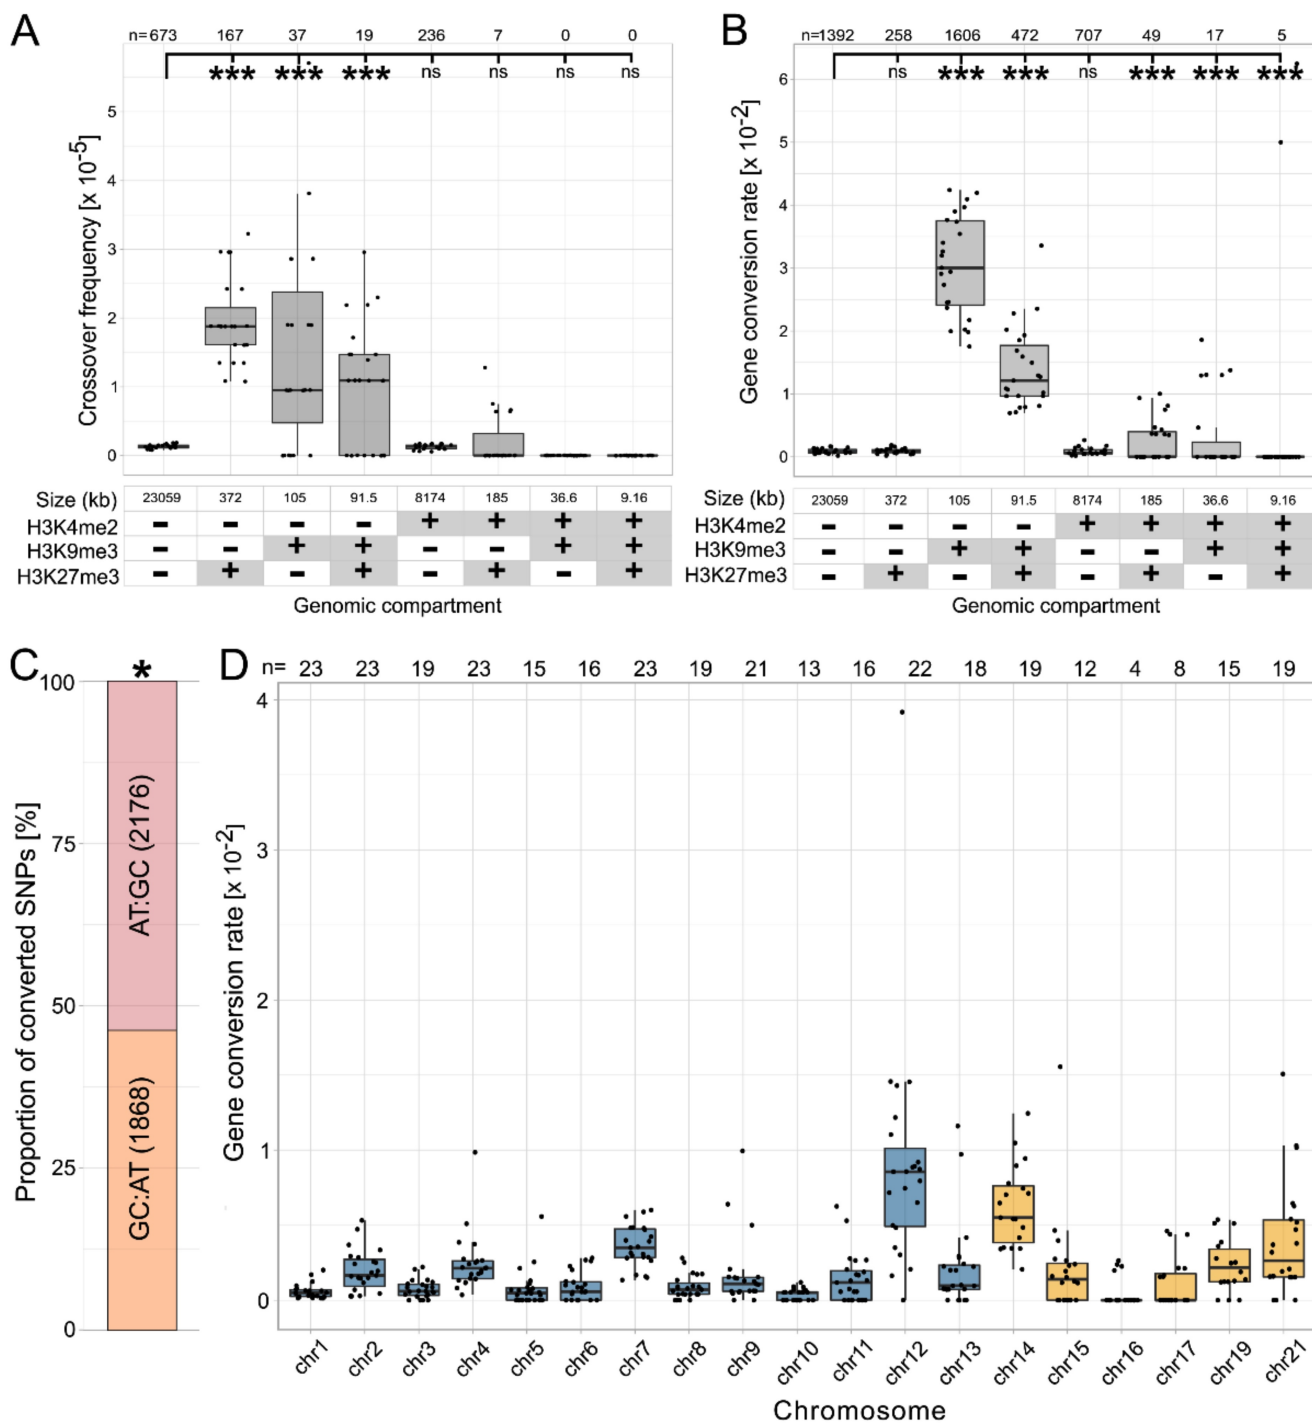 A
n=673 167 37 19 236 7 0 0
*** *** *** ns ns ns ns
Crossover frequency [x 10-5]
5
4
3
2
1
0
Size (kb) 23059 372 105 91.5 8174 185 36.6 9.16
H3K4me2 - - - - + + + +
H3K9me3 - - + + - - + +
H3K27me3 - + - + - + - +
Genomic compartment
B
n=1392 258 1606 472 707 49 17 5
ns *** *** ns *** *** ***
Gene conversion rate [x 10-2]
6
5
4
3
2
1
0
Size (kb) 23059 372 105 91.5 8174 185 36.6 9.16
H3K4me2 - - - - + + + +
H3K9me3 - - + + - - + +
H3K27me3 - + - + - + - +
Genomic compartment
C
*
Proportion of converted SNPs [%]
100
75
50
25
0
AT:GC (2176)
GC:AT (1868)
D
n= 23 23 19 23 15 16 23 19 21 13 16 22 18 19 12 4 8 15 19
Gene conversion rate [x 10-2]
4
3
2
1
0
chr1 chr2 chr3 chr4 chr5 chr6 chr7 chr8 chr9 chr10 chr11 chr12 chr13 chr14 chr15 chr16 chr17 chr19 chr21
Chromosome